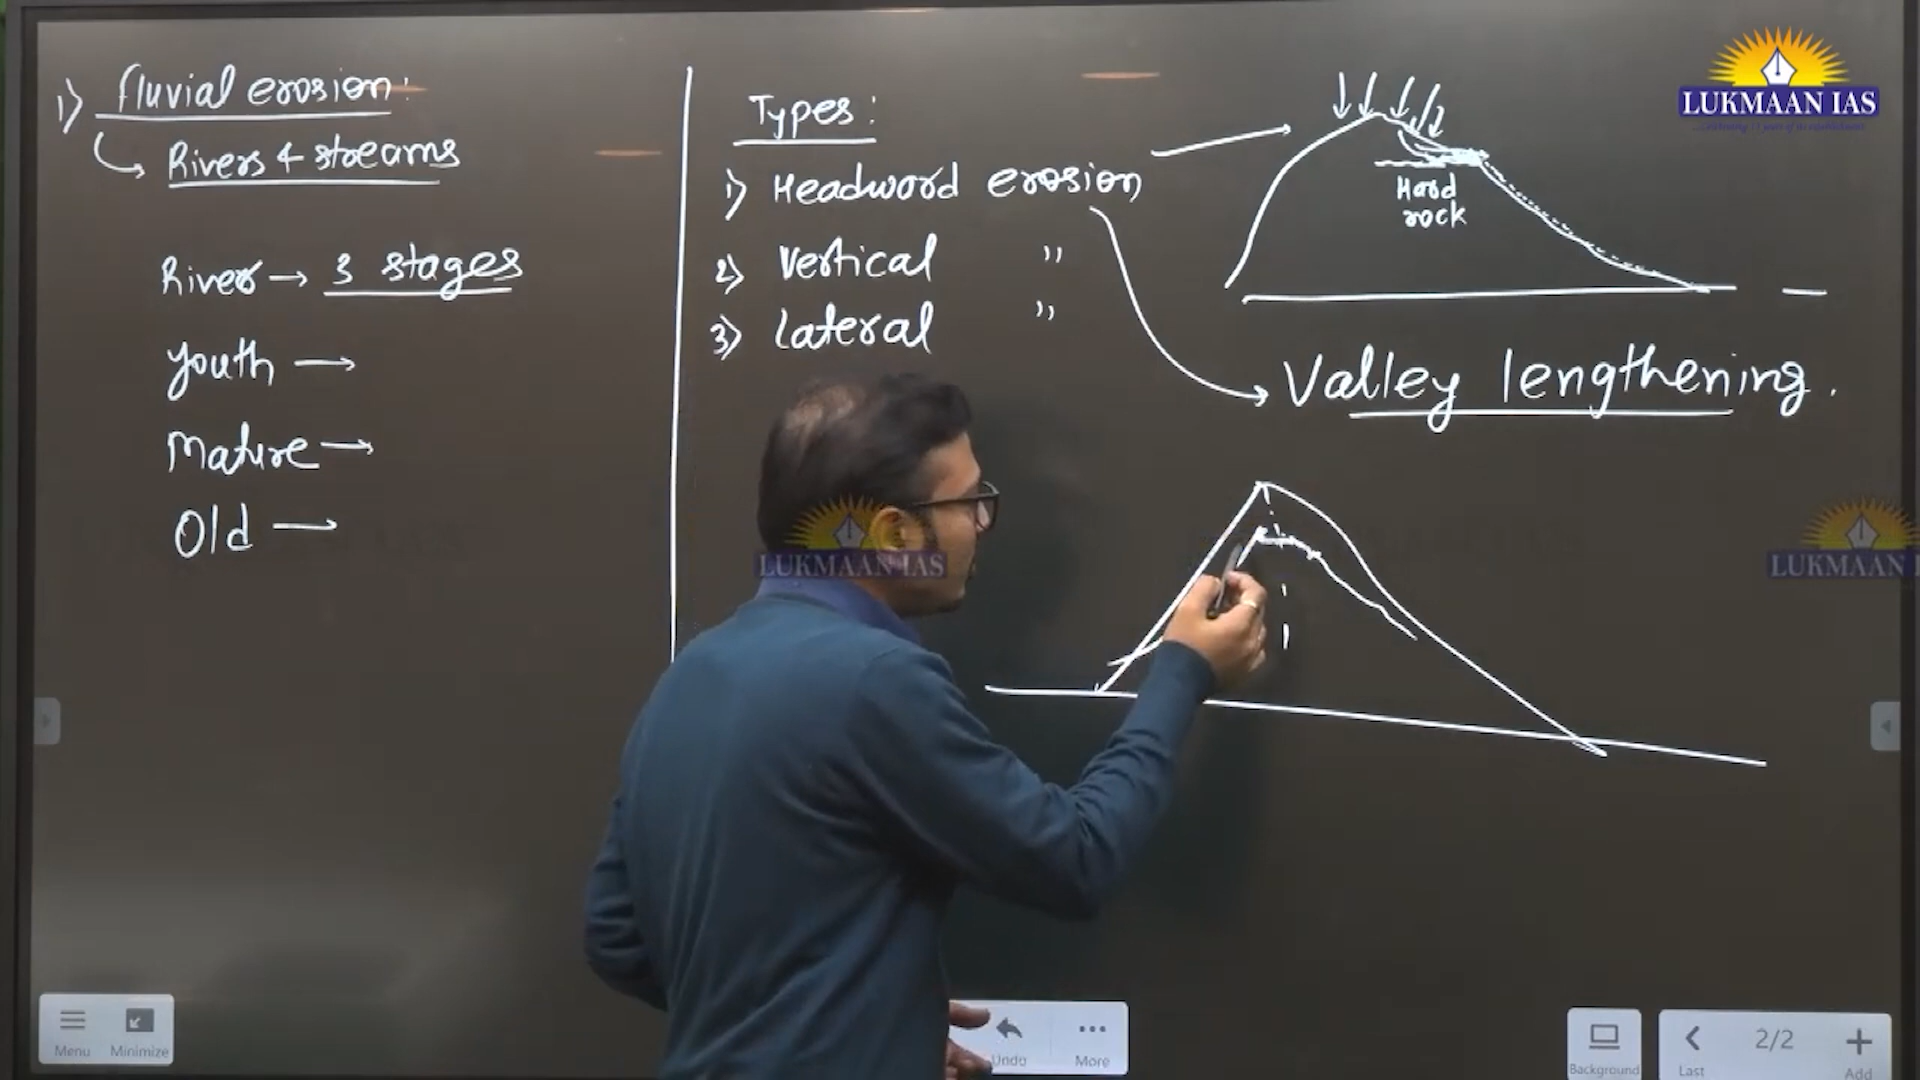 1) fluvial erosion:
Rivers & streams
River → 3 stages
youth →
Mature →
Old →
Types:
1) Headword erosion
2) Vertical "
3) lateral "
Hard
rock
Valley lengthening.
LUKMAAN IAS
LUKMAAN IAS
LUKMAAN IAS
Menu
Minimize
Undo
More
Background
2/2
Last
Add